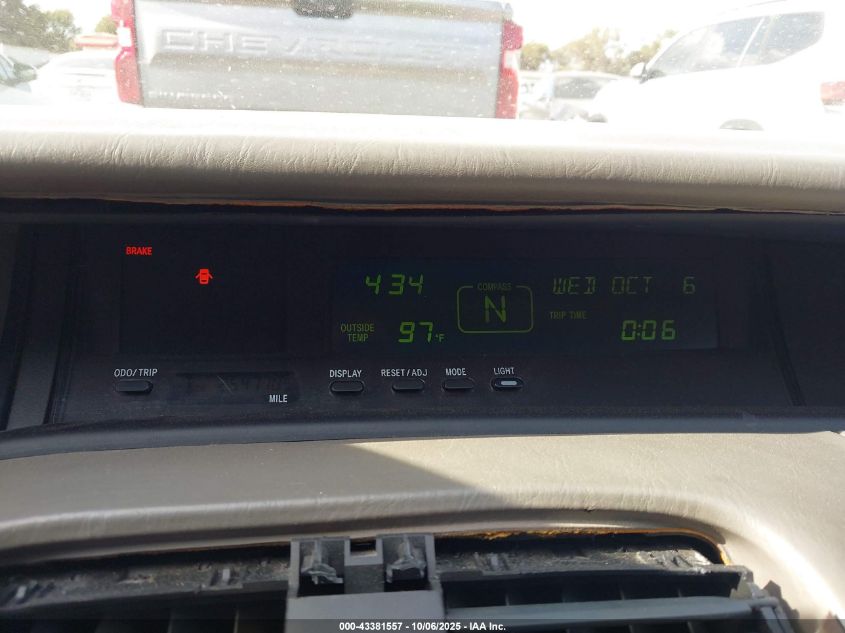 CHEVROLET
BRAKE
434
COMPASS
N
WED OCT 6
OUTSIDE TEMP 97°F
TRIP TIME
0:06
ODO/TRIP
MILE
DISPLAY
RESET/ADJ
MODE
LIGHT
000-43381557 - 10/06/2025 - IAA Inc.